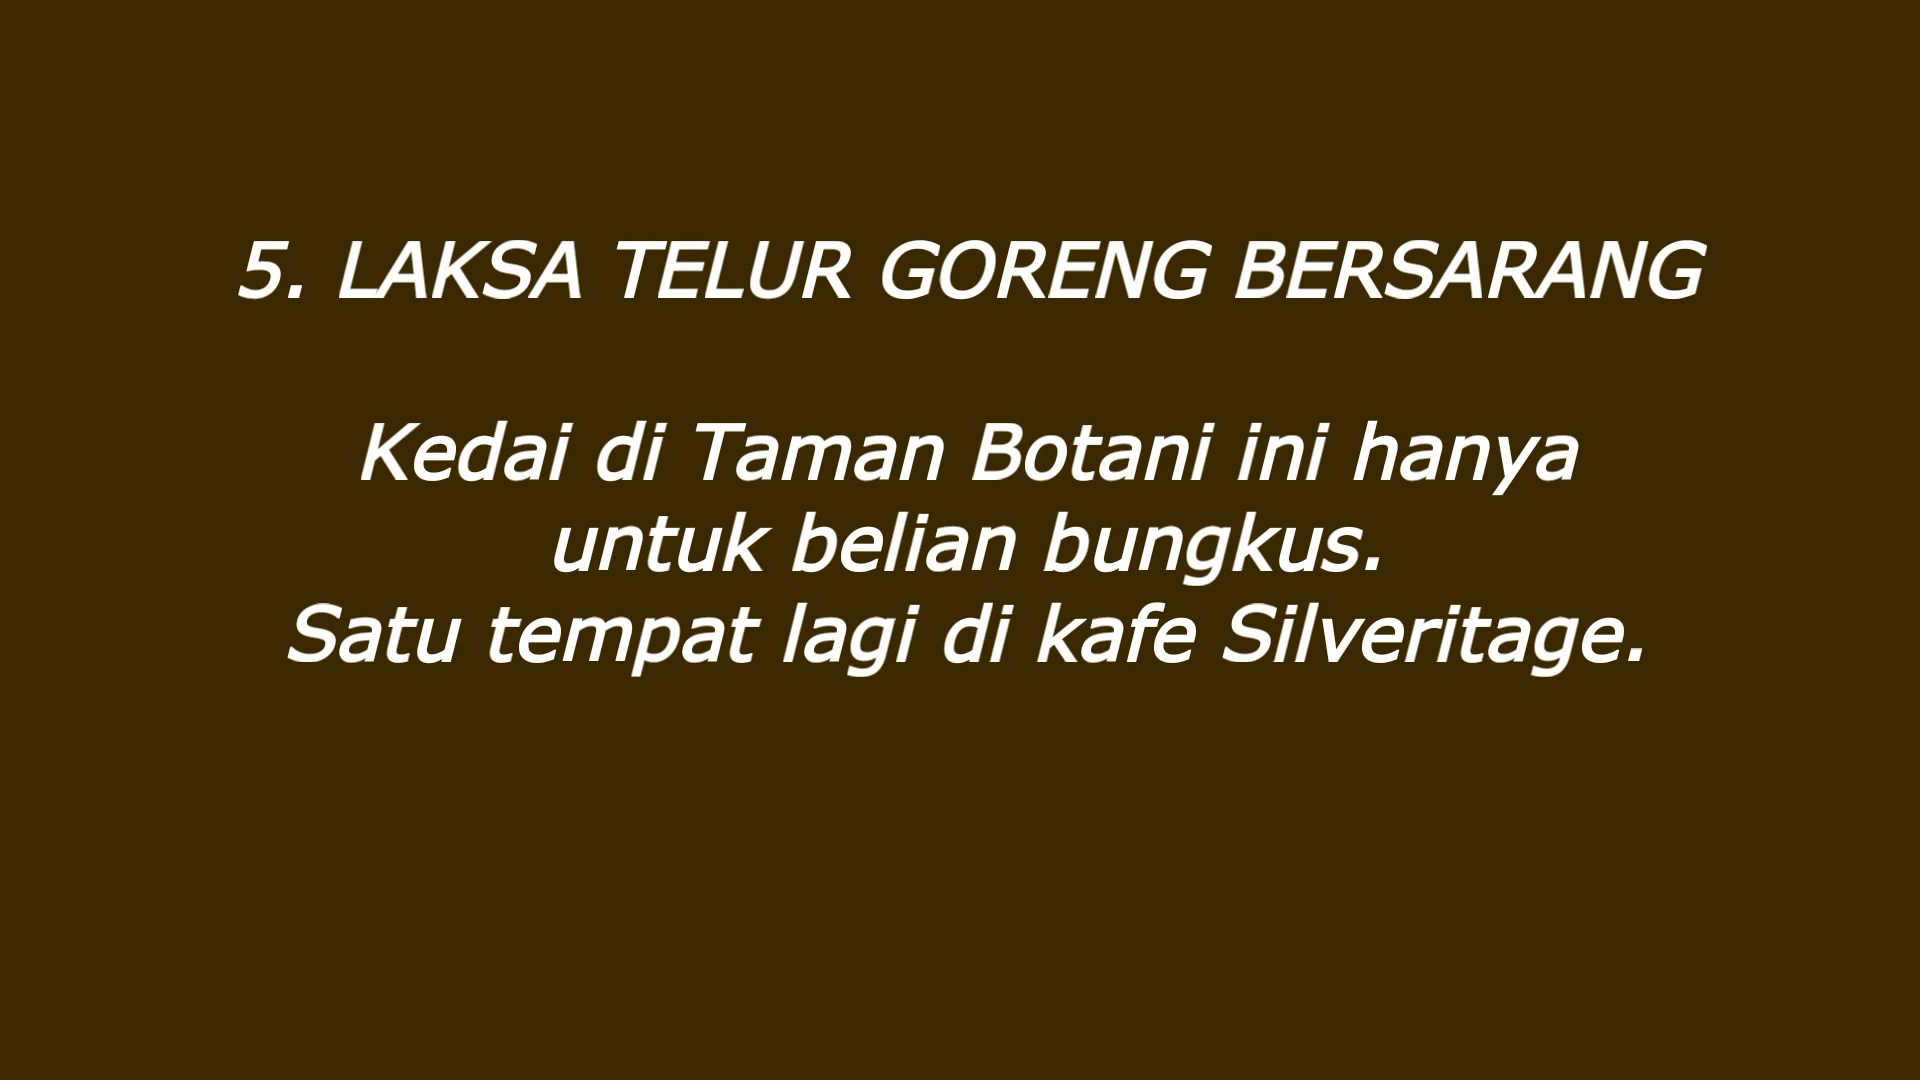 5. LAKSA TELUR GORENG BERSARANG
Kedai di Taman Botani ini hanya
untuk belian bungkus.
Satu tempat lagi di kafe Silveritage.